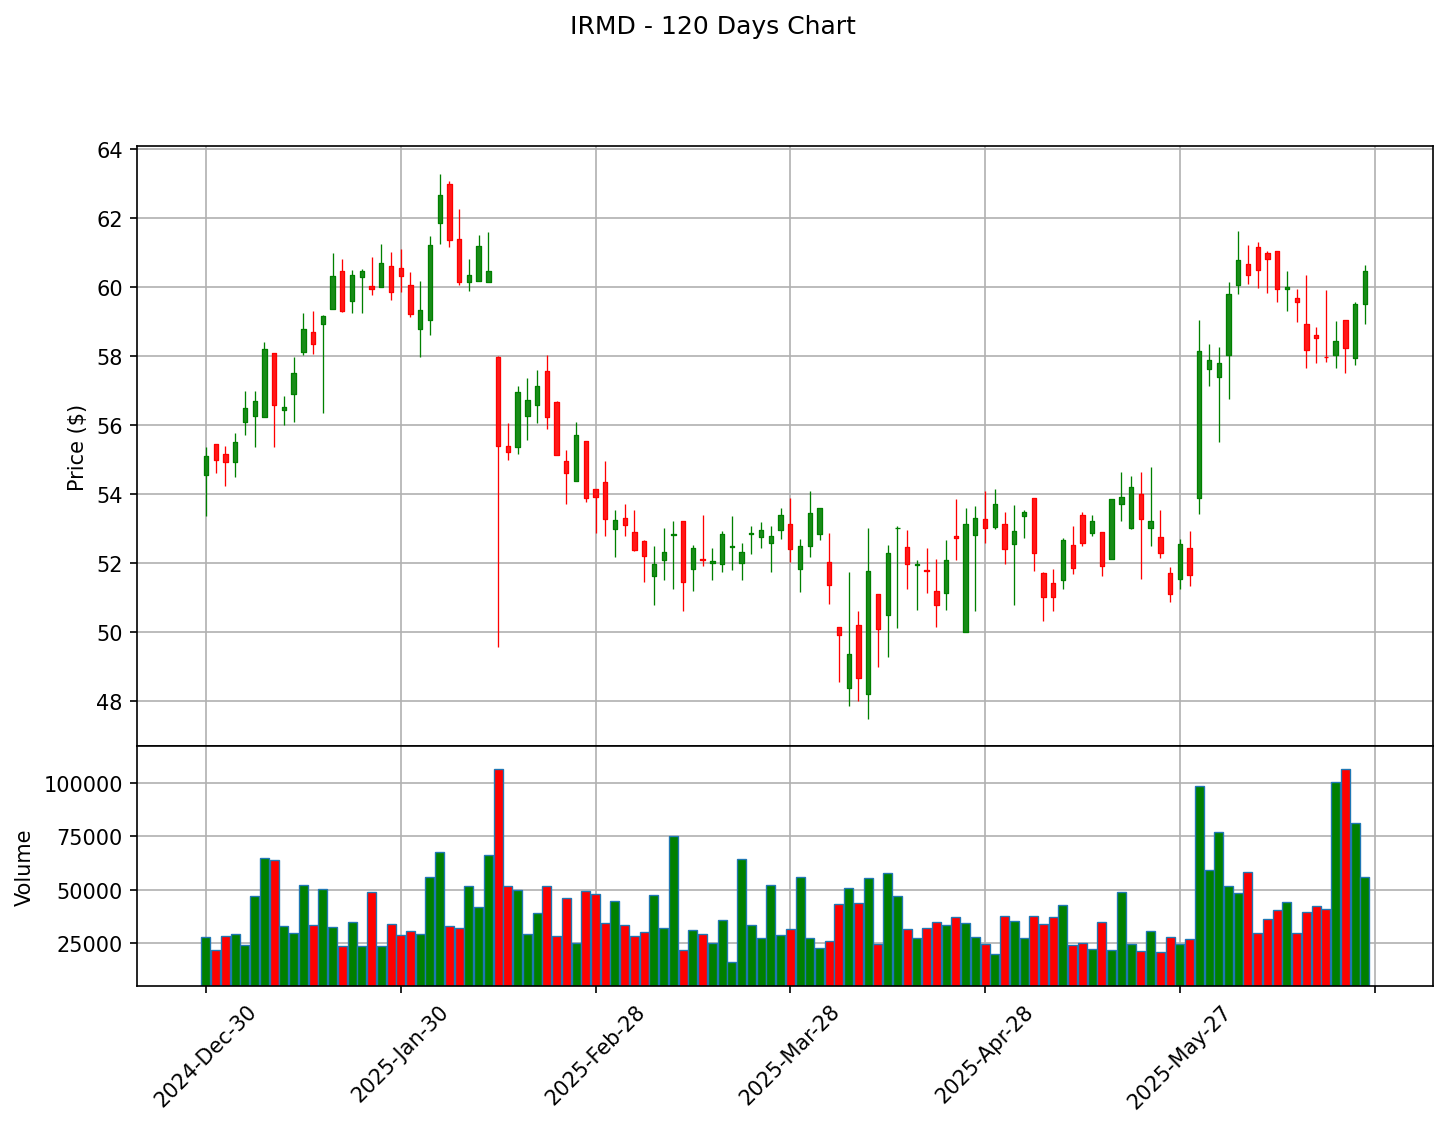 IRMD - 120 Days Chart
64
62
60
58
56
54
52
50
48
Price ($)
100000
75000
50000
25000
Volume
2024-Dec-30
2025-Jan-30
2025-Feb-28
2025-Mar-28
2025-Apr-28
2025-May-27